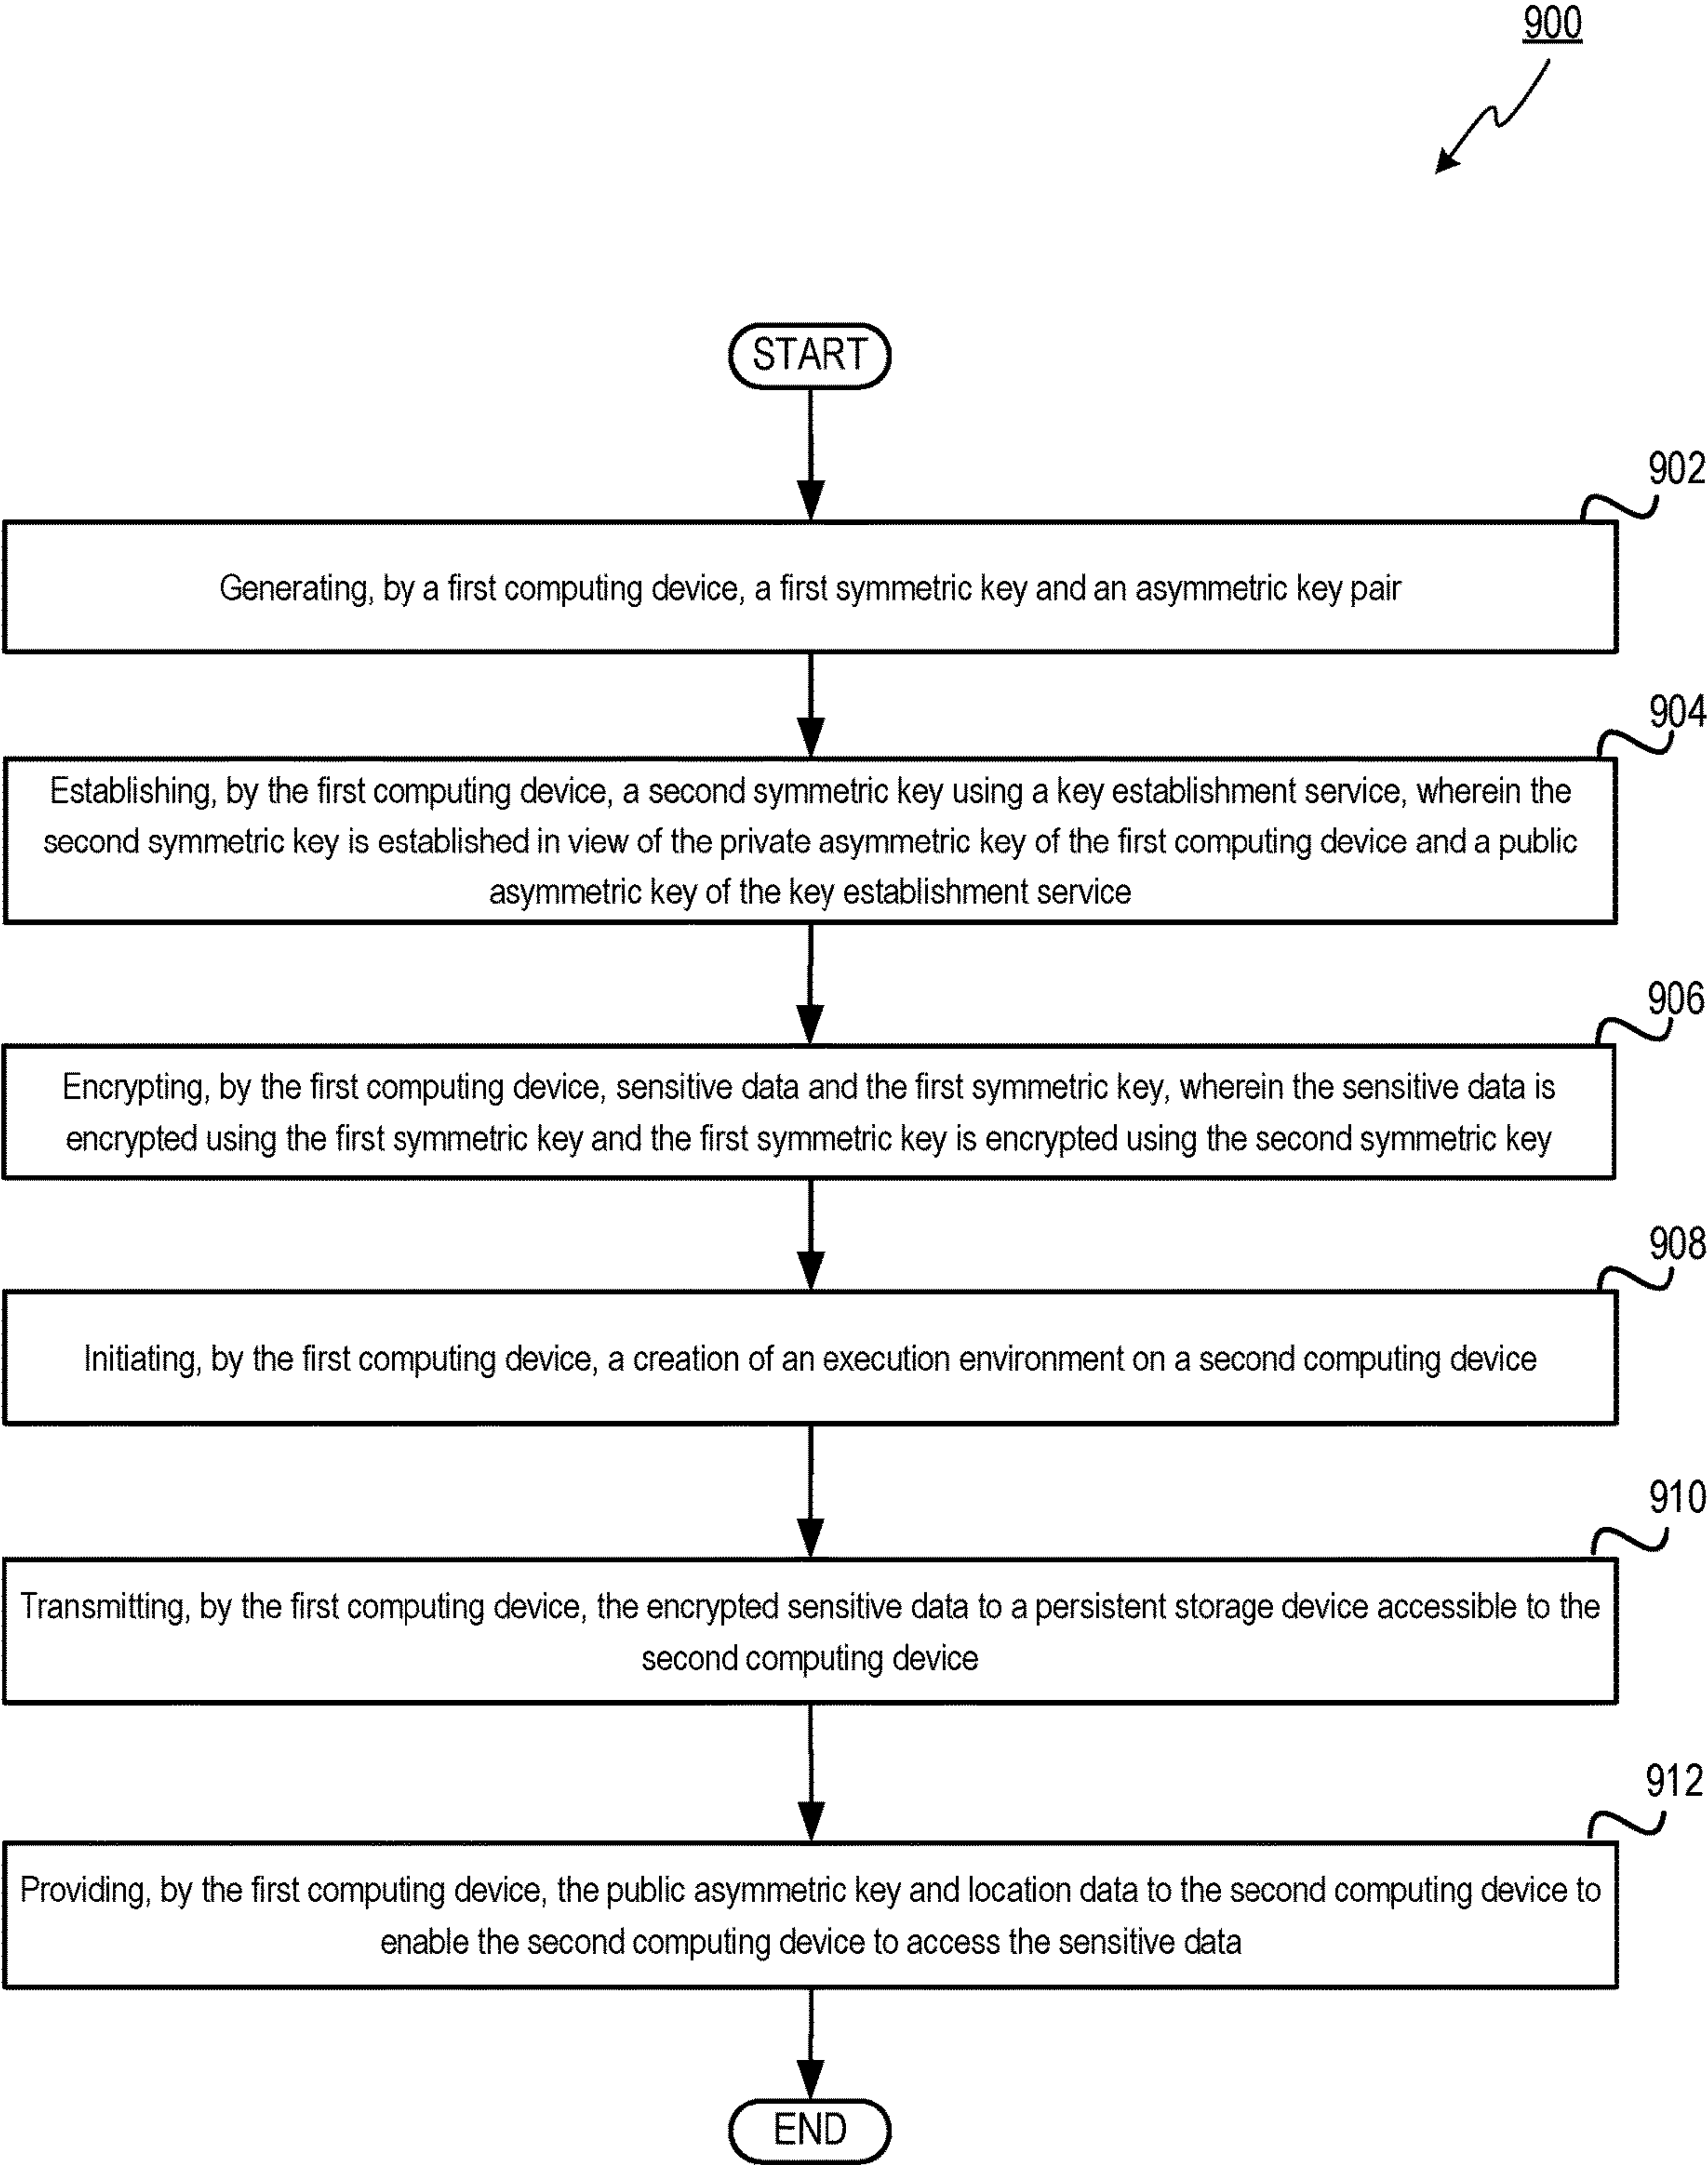 900
START
902
Generating, by a first computing device, a first symmetric key and an asymmetric key pair
904
Establishing, by the first computing device, a second symmetric key using a key establishment service, wherein the
second symmetric key is established in view of the private asymmetric key of the first computing device and a public
asymmetric key of the key establishment service
906
Encrypting, by the first computing device, sensitive data and the first symmetric key, wherein the sensitive data is
encrypted using the first symmetric key and the first symmetric key is encrypted using the second symmetric key
908
Initiating, by the first computing device, a creation of an execution environment on a second computing device
910
Transmitting, by the first computing device, the encrypted sensitive data to a persistent storage device accessible to the
second computing device
912
Providing, by the first computing device, the public asymmetric key and location data to the second computing device to
enable the second computing device to access the sensitive data
END